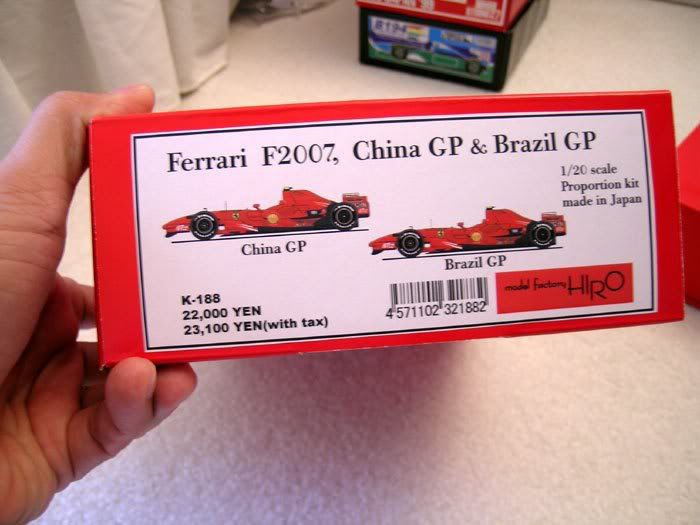 B194
Ferrari F2007, China GP & Brazil GP
1/20 scale
Proportion kit
made in Japan
China GP
Brazil GP
K-188
22,000 YEN
23,100 YEN(with tax)
4 571102 321882
model factory HIRO